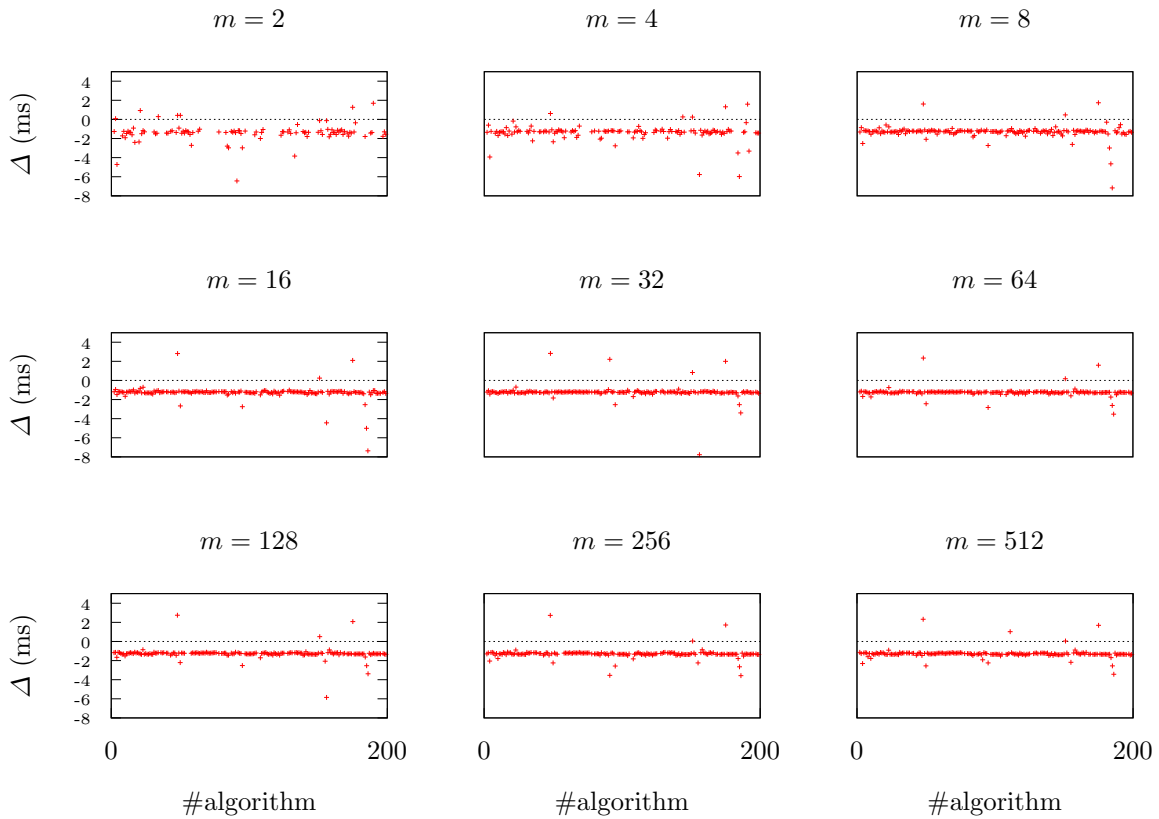 m = 2 m = 4 m = 8
4
2
0
-2
-4
-6
-8
Δ (ms)
m = 16 m = 32 m = 64
4
2
0
-2
-4
-6
-8
Δ (ms)
m = 128 m = 256 m = 512
4
2
0
-2
-4
-6
-8
Δ (ms)
0 200 0 200 0 200
#algorithm #algorithm #algorithm